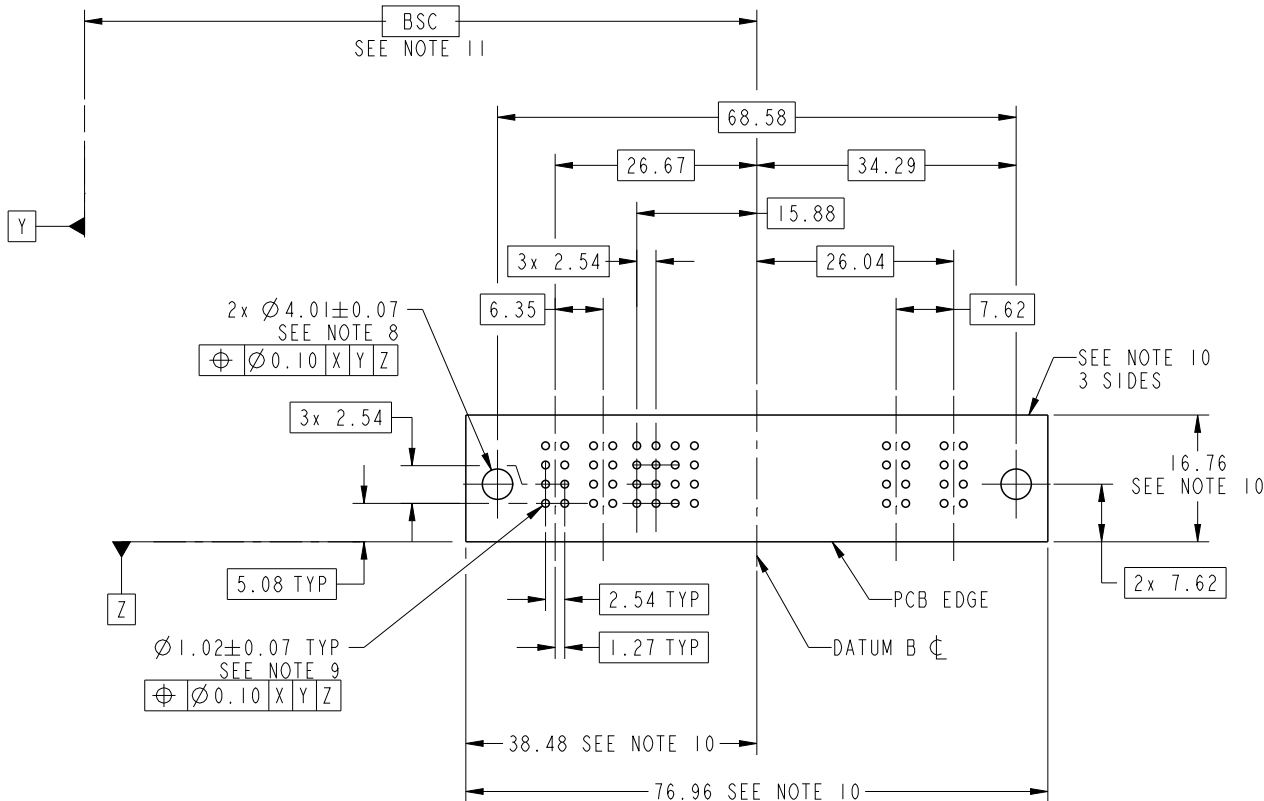 BSC
SEE NOTE 11
68.58
26.67
34.29
15.88
Y
3x 2.54
26.04
2x Ø4.01±0.07
SEE NOTE 8
⌖ Ø0.10 X Y Z
6.35
7.62
SEE NOTE 10
3 SIDES
3x 2.54
16.76
SEE NOTE 10
5.08 TYP
2x 7.62
Z
2.54 TYP
PCB EDGE
Ø1.02±0.07 TYP
SEE NOTE 9
⌖ Ø0.10 X Y Z
1.27 TYP
DATUM B ℄
38.48 SEE NOTE 10
76.96 SEE NOTE 10